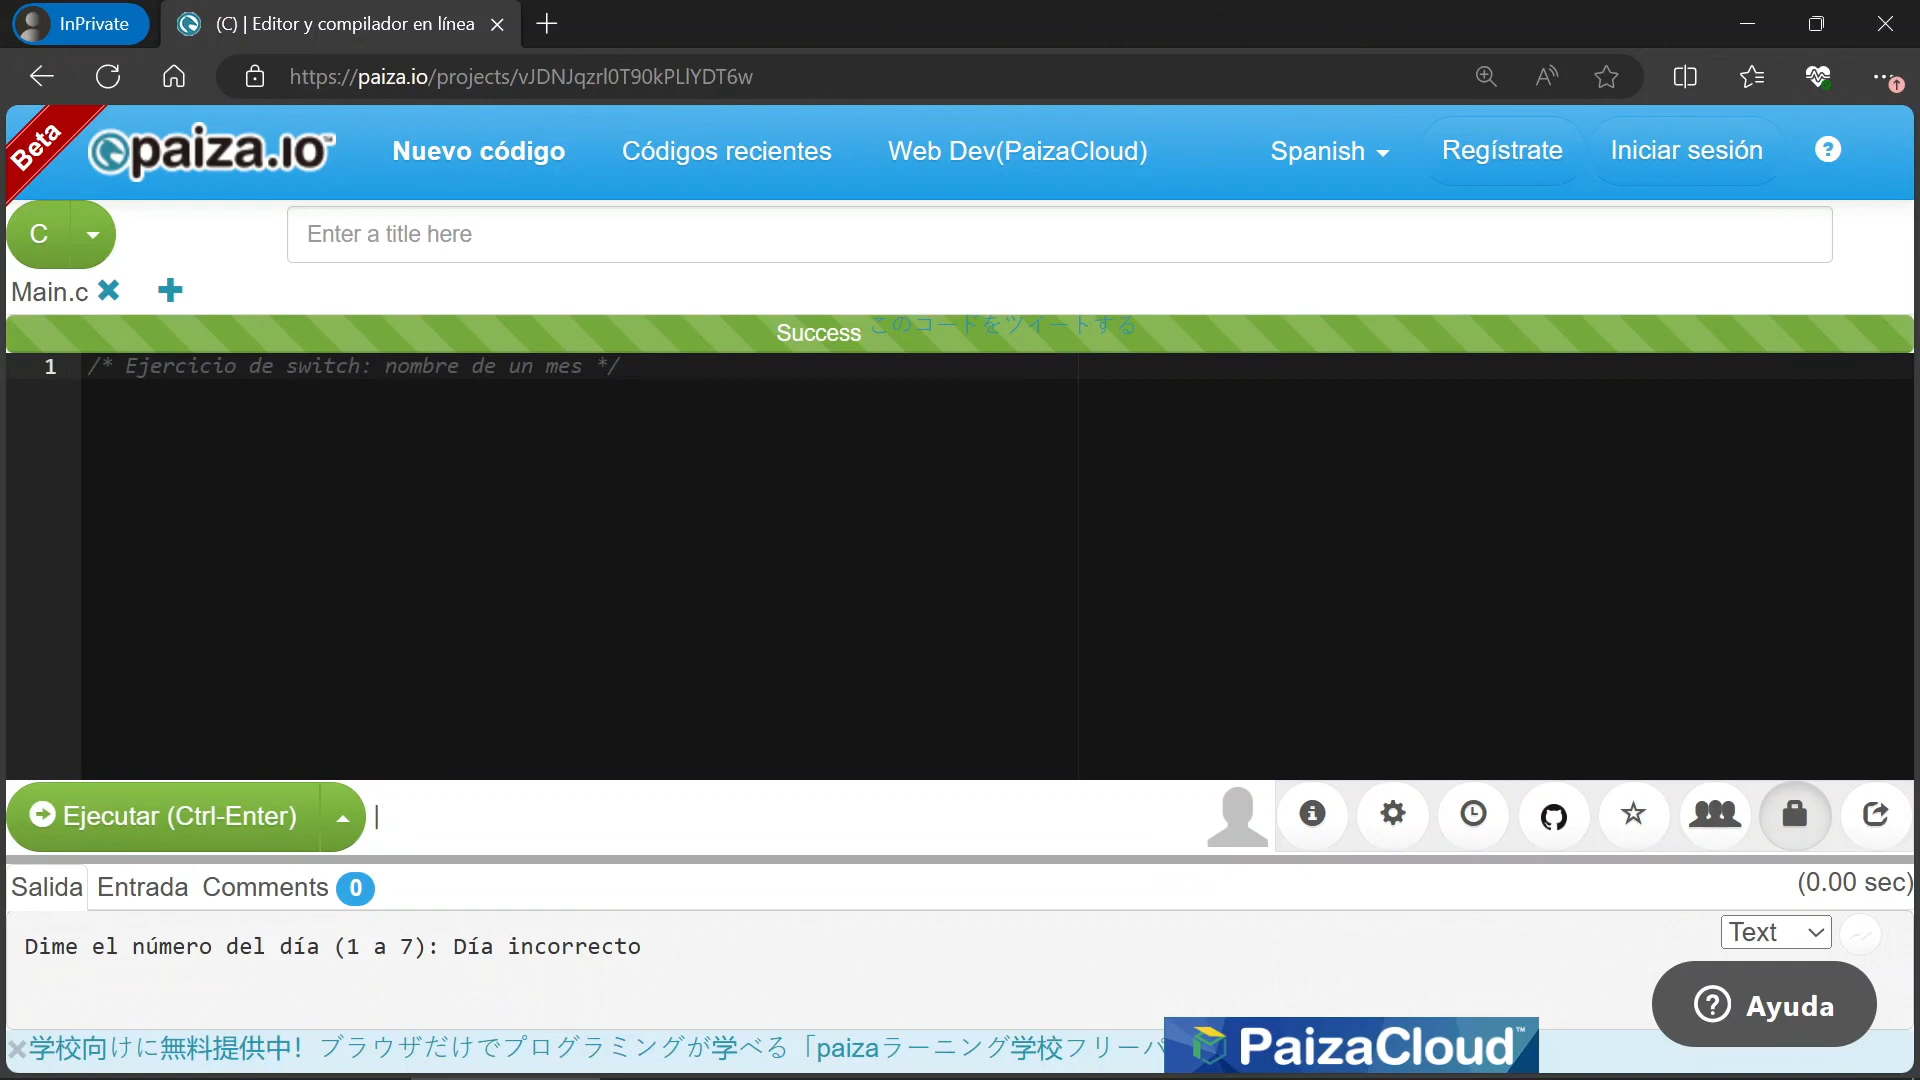 InPrivate
(C) | Editor y compilador en línea
https://paiza.io/projects/vJDNJqzrl0T90kPLlYDT6w
Beta
paiza.io™
Nuevo código
Códigos recientes
Web Dev(PaizaCloud)
Spanish
Regístrate
Iniciar sesión
C
Enter a title here
Main.c
Success このコードをツイートする
1 /* Ejercicio de switch: nombre de un mes */
Ejecutar (Ctrl-Enter)
Salida
Entrada
Comments 0
(0.00 sec)
Text
Dime el número del día (1 a 7): Día incorrecto
Ayuda
学校向けに無料提供中！ブラウザだけでプログラミングが学べる「paizaラーニング学校フリーパ
PaizaCloud™